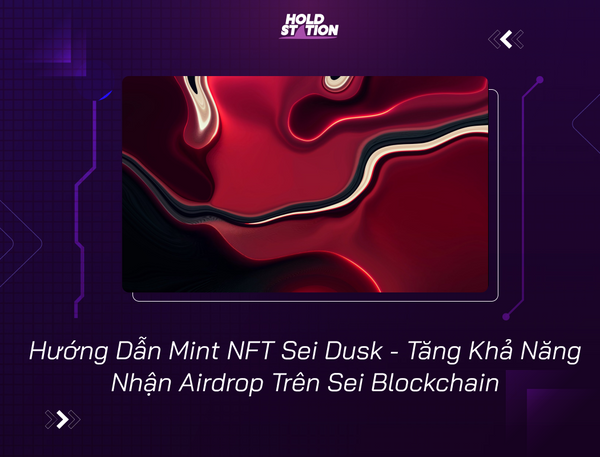 HOLD
STATION
Hướng Dẫn Mint NFT Sei Dusk - Tăng Khả Năng
Nhận Airdrop Trên Sei Blockchain